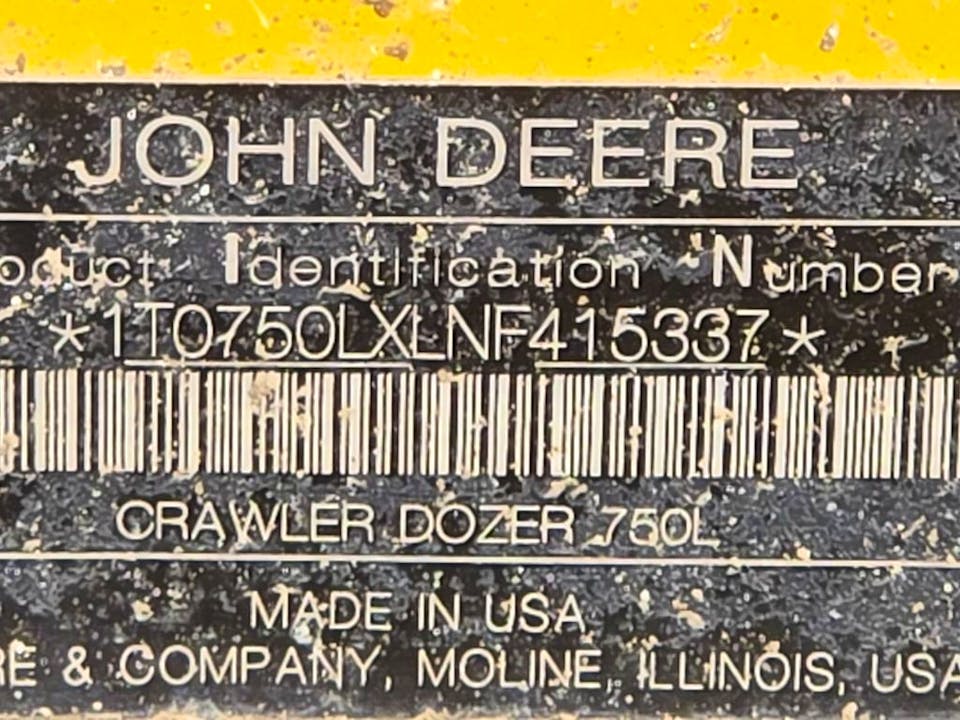 JOHN DEERE
oduct Identification Number
*1T0750LXLNF415337*
CRAWLER DOZER 750L
MADE IN USA
RE & COMPANY, MOLINE, ILLINOIS, USA